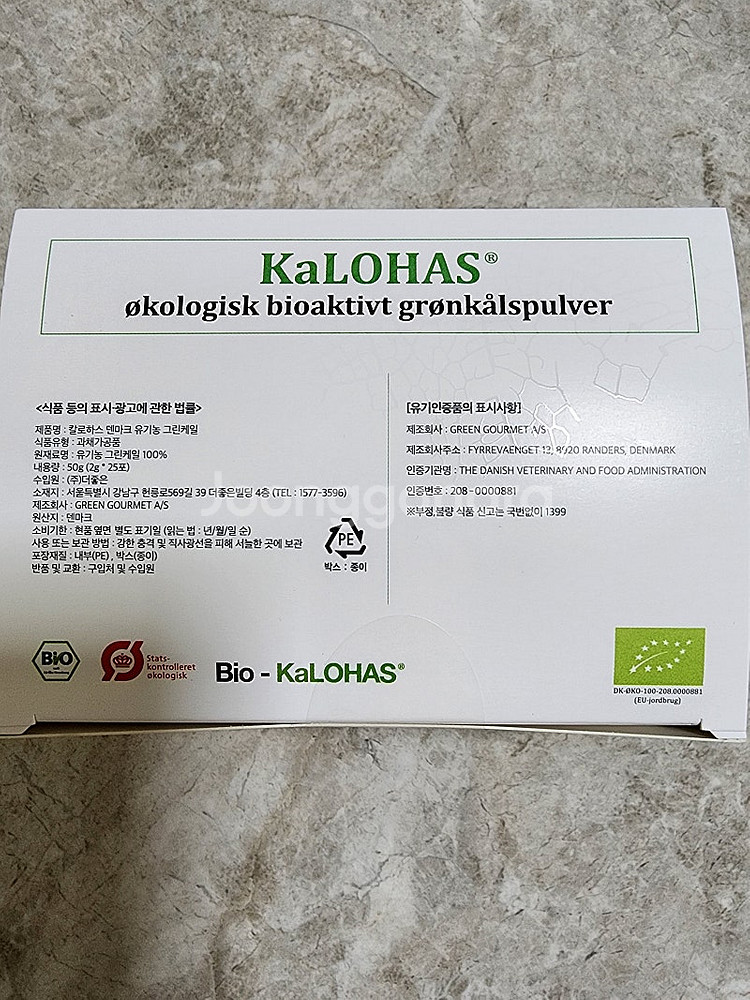 KaLOHAS®
økologisk bioaktivt grønkålspulver
<식품 등의 표시·광고에 관한 법률>
제품명 : 칼로하스 덴마크 유기농 그린케일
식품유형 : 과채가공품
원재료명 : 유기농 그린케일 100%
내용량 : 50g (2g * 25포)
수입원 : (주)더좋은
소재지 : 서울특별시 강남구 헌릉로569길 39 더좋은빌딩 4층 (TEL : 1577-3596)
제조회사 : GREEN GOURMET A/S
원산지 : 덴마크
소비기한 : 현품 옆면 별도 표기일 (읽는 법 : 년/월/일 순)
사용 또는 보관 방법 : 강한 충격 및 직사광선을 피해 서늘한 곳에 보관
포장재질 : 내부(PE) , 박스(종이)
반품 및 교환 : 구입처 및 수입원
PE
박스 : 종이
[유기인증품의 표시사항]
제조회사 : GREEN GOURMET A/S
제조회사주소 : FYRREVAENGET 12, 8920 RANDERS, DENMARK
인증기관명 : THE DANISH VETERINARY AND FOOD ADMINISTRATION
인증번호 : 208-0000881
※부정,불량 식품 신고는 국번없이 1399
Joonggonara
Bio
Stats-
kontrolleret
økologisk
Bio - KaLOHAS®
DK-ØKO-100-208.0000881
(EU-jordbrug)